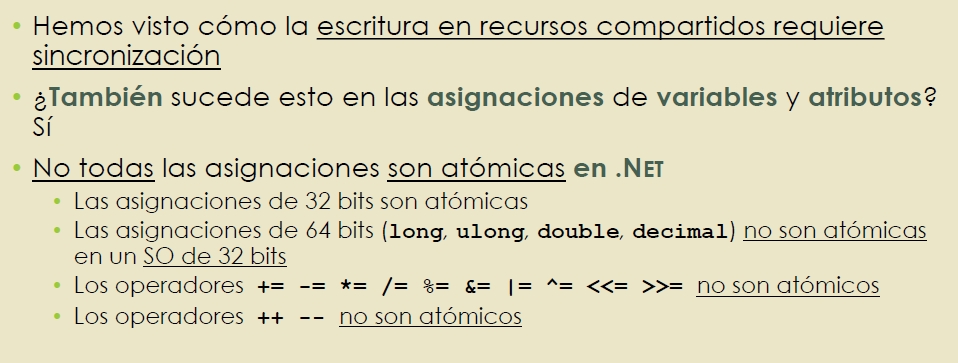 • Hemos visto cómo la escritura en recursos compartidos requiere
sincronización
• ¿También sucede esto en las asignaciones de variables y atributos?
Sí
• No todas las asignaciones son atómicas en .NET
• Las asignaciones de 32 bits son atómicas
• Las asignaciones de 64 bits (long, ulong, double, decimal) no son atómicas
en un SO de 32 bits
• Los operadores += -= *= /= %= &= |= ^= <<= >>= no son atómicos
• Los operadores ++ -- no son atómicos